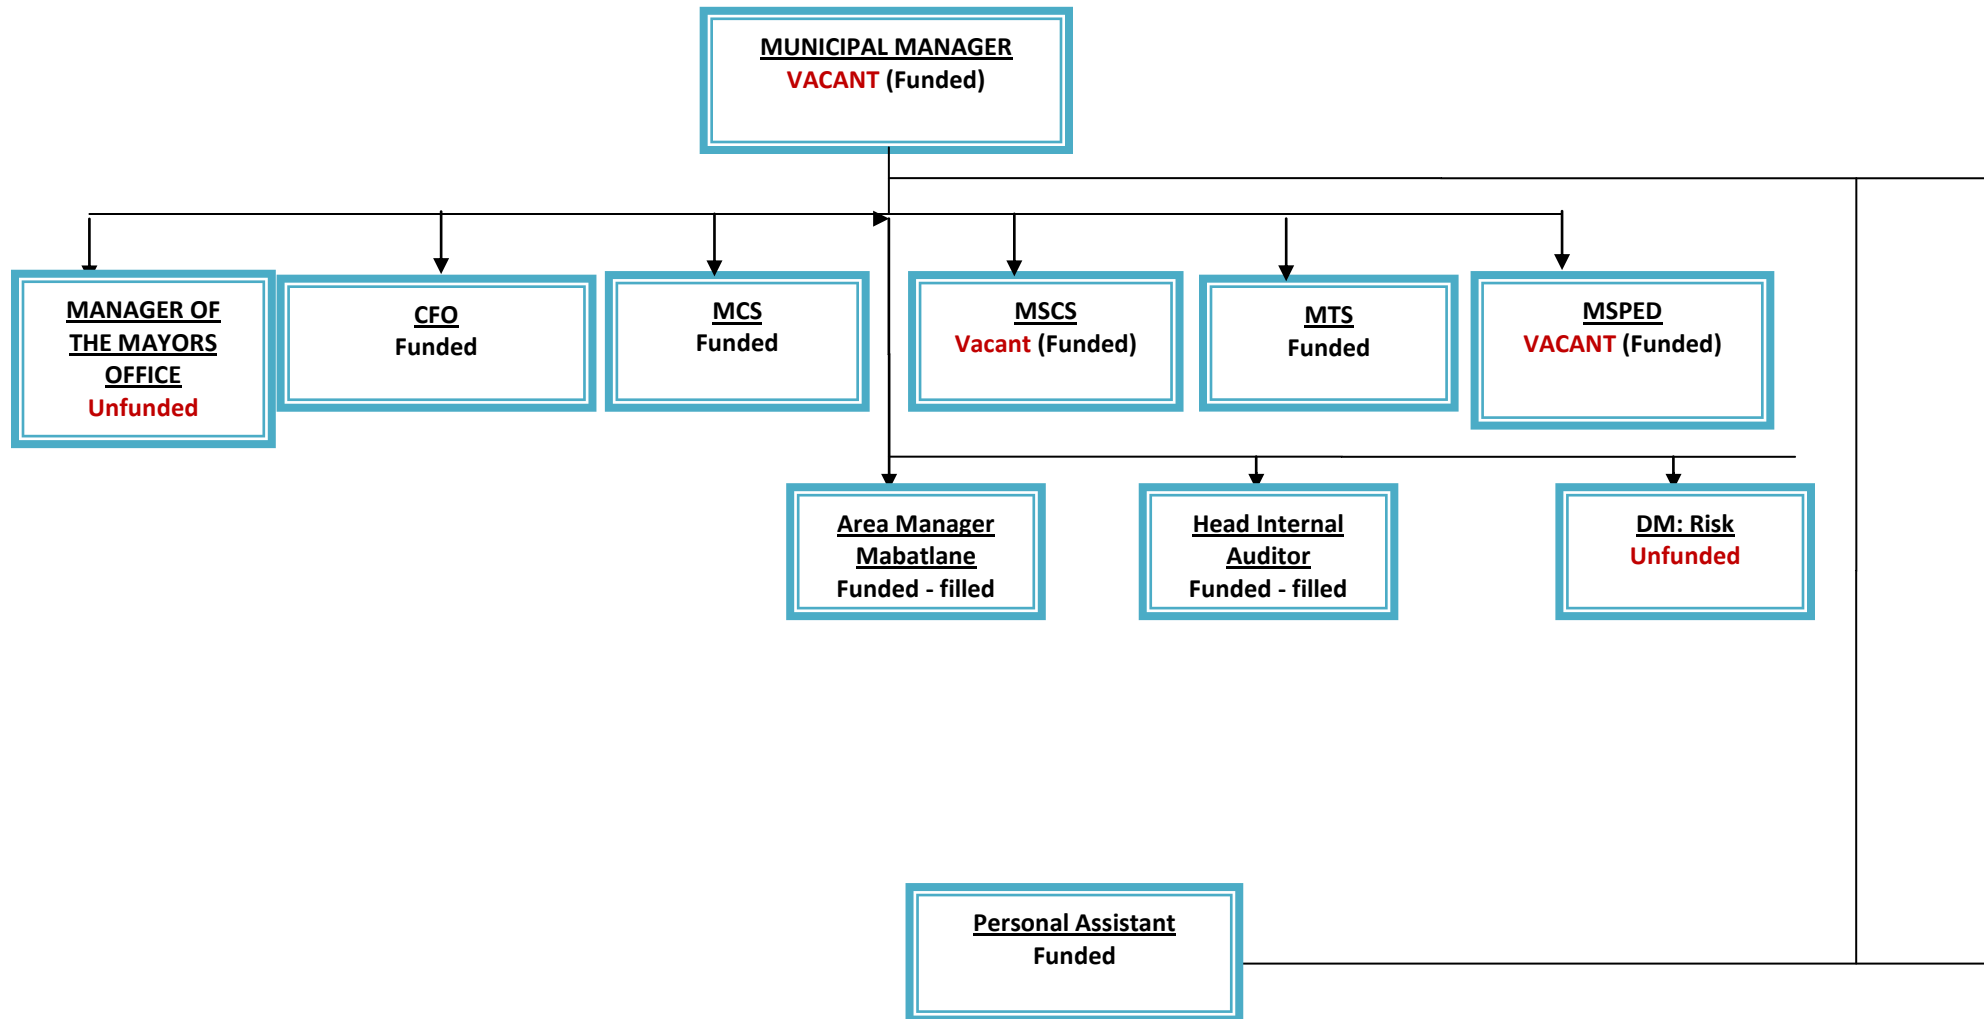 MUNICIPAL MANAGER
VACANT (Funded)
MANAGER OF
THE MAYORS
OFFICE
Unfunded
CFO
Funded
MCS
Funded
MSCS
Vacant (Funded)
MTS
Funded
MSPED
VACANT (Funded)
Area Manager
Mabatlane
Funded - filled
Head Internal
Auditor
Funded - filled
DM: Risk
Unfunded
Personal Assistant
Funded